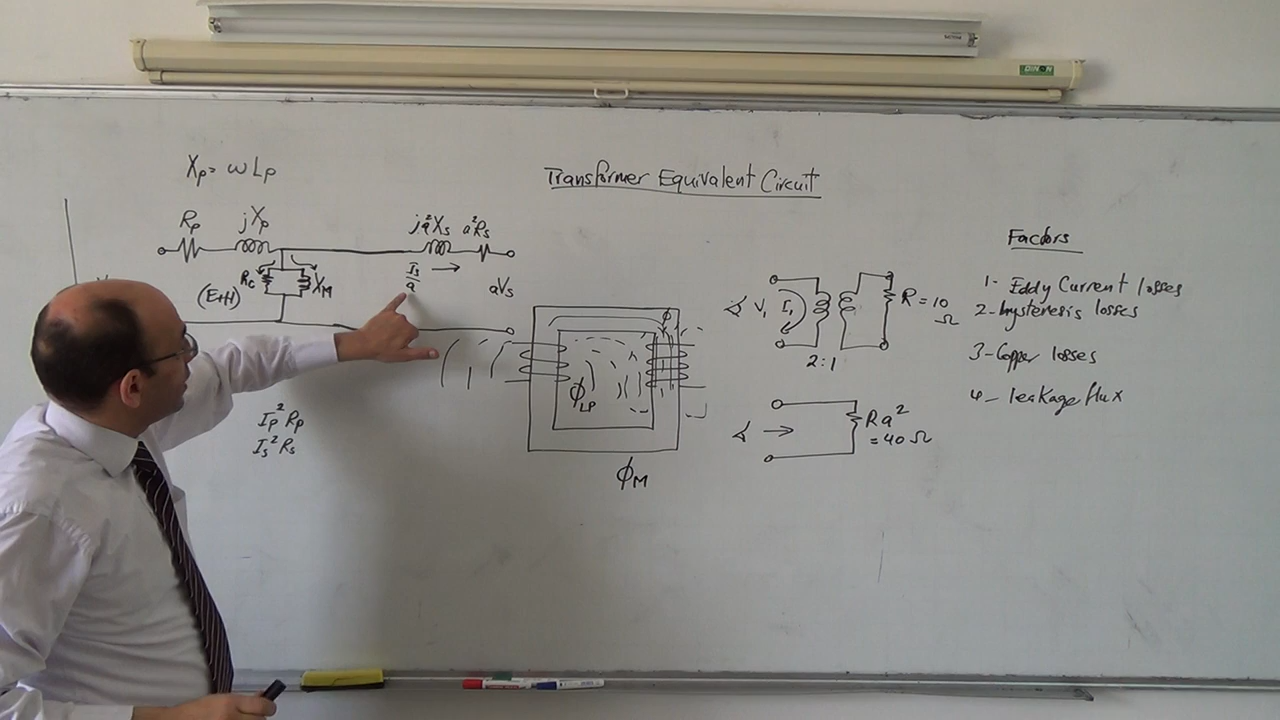 DIN N
Transformer Equivalent Circuit
Xp = ωLp
Rp
jXp
ja²Xs a²Rs
Rc
XM
(E+H)
Is/a
aVs
Ip²Rp
Is²Rs
ϕ
ϕLP
ϕM
V₁ I₁
R = 10 Ω
2:1
Ra²
= 40 Ω
Factors
1- Eddy Current losses
2- hysteresis losses
3- Copper losses
4- leakage flux